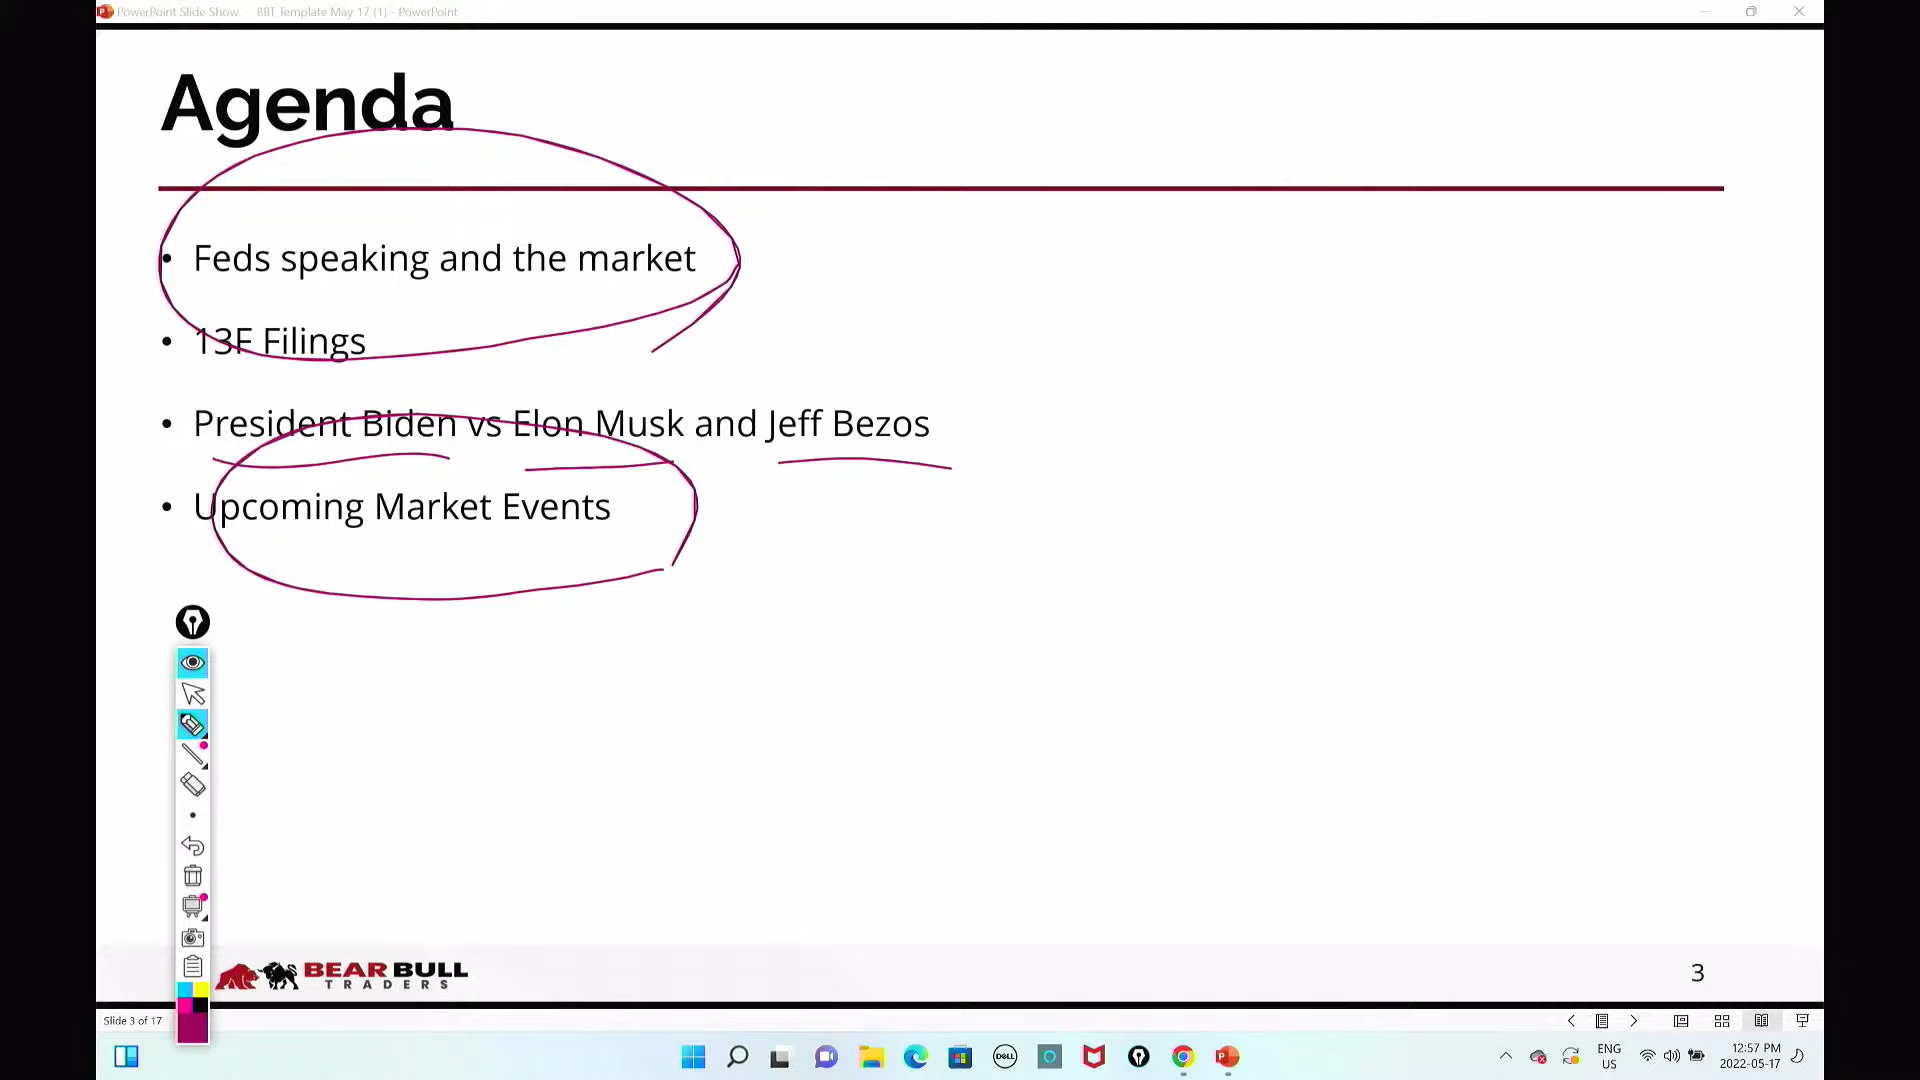 PowerPoint Slide Show - BBT Template May 17 (1) - PowerPoint
Agenda
• Feds speaking and the market
• 13F Filings
• President Biden vs Elon Musk and Jeff Bezos
• Upcoming Market Events
BEAR BULL
TRADERS
3
Slide 3 of 17
DELL
ENG
US
12:57 PM
2022-05-17